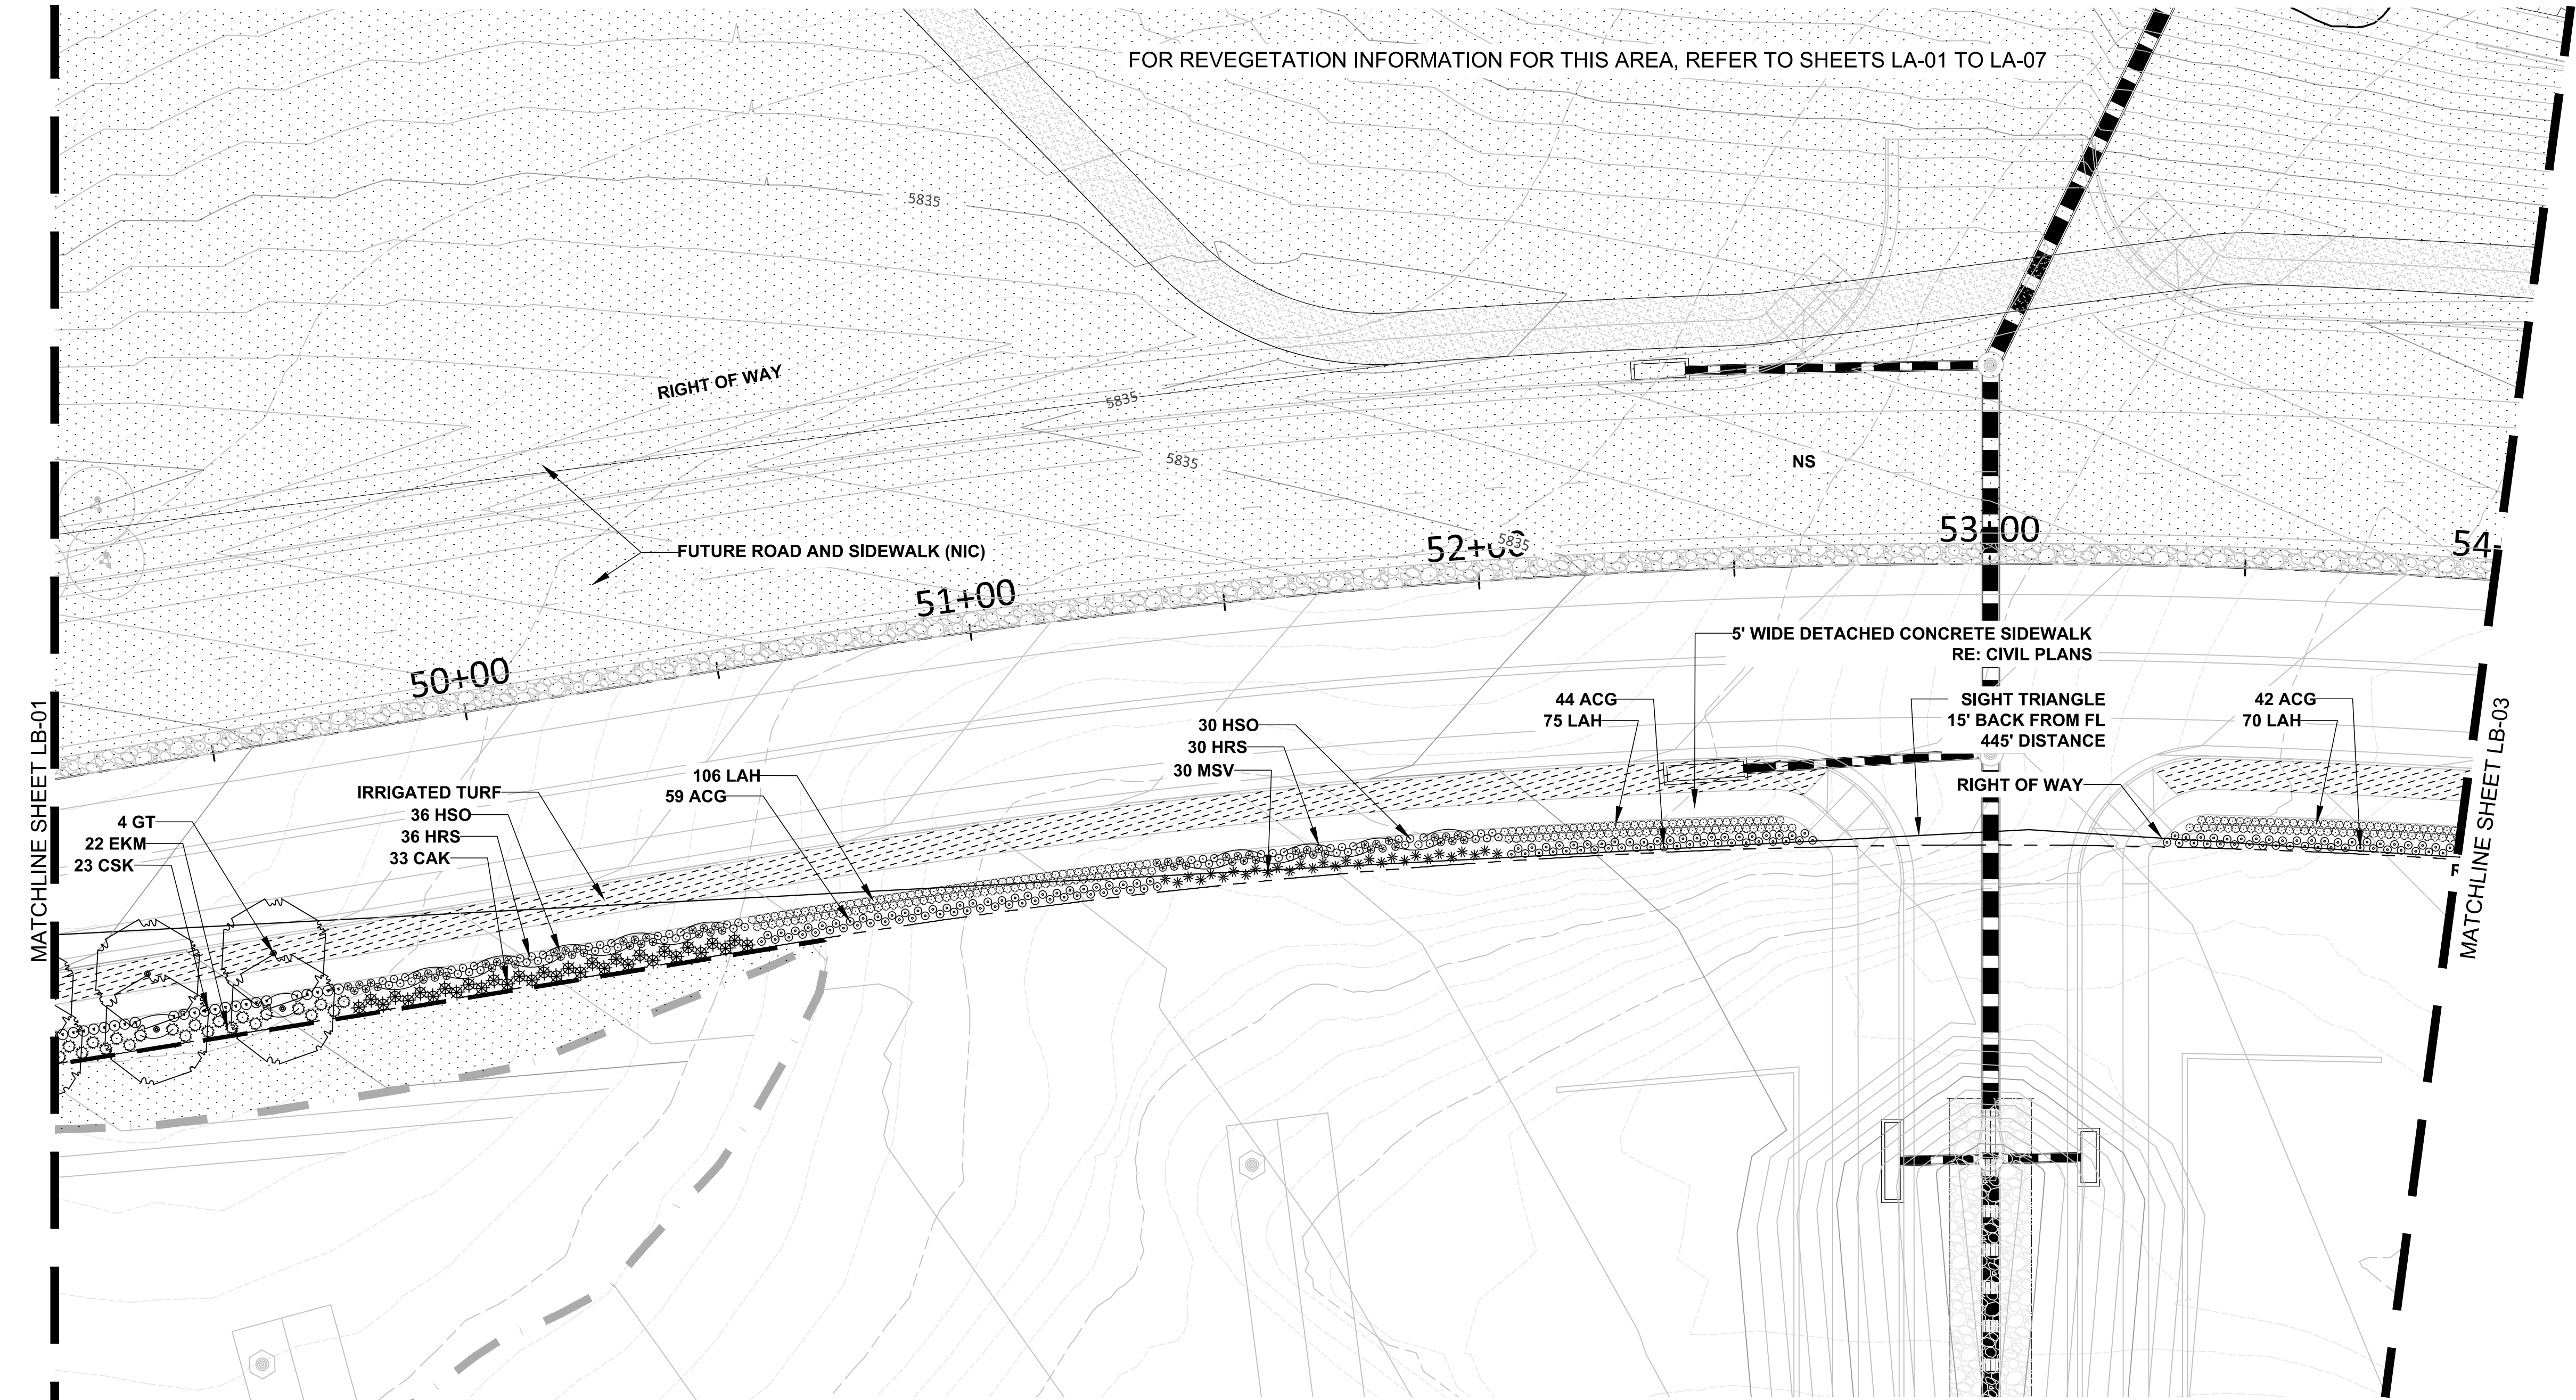 FOR REVEGETATION INFORMATION FOR THIS AREA, REFER TO SHEETS LA-01 TO LA-07
5835
RIGHT OF WAY
5835
5835
NS
FUTURE ROAD AND SIDEWALK (NIC)
50+00
51+00
52+00
5835
53+00
54
5' WIDE DETACHED CONCRETE SIDEWALK
RE: CIVIL PLANS
44 ACG
75 LAH
SIGHT TRIANGLE
15' BACK FROM FL
445' DISTANCE
42 ACG
70 LAH
RIGHT OF WAY
30 HSO
30 HRS
30 MSV
106 LAH
59 ACG
IRRIGATED TURF
36 HSO
36 HRS
33 CAK
4 GT
22 EKM
23 CSK
MATCHLINE SHEET LB-01
MATCHLINE SHEET LB-03